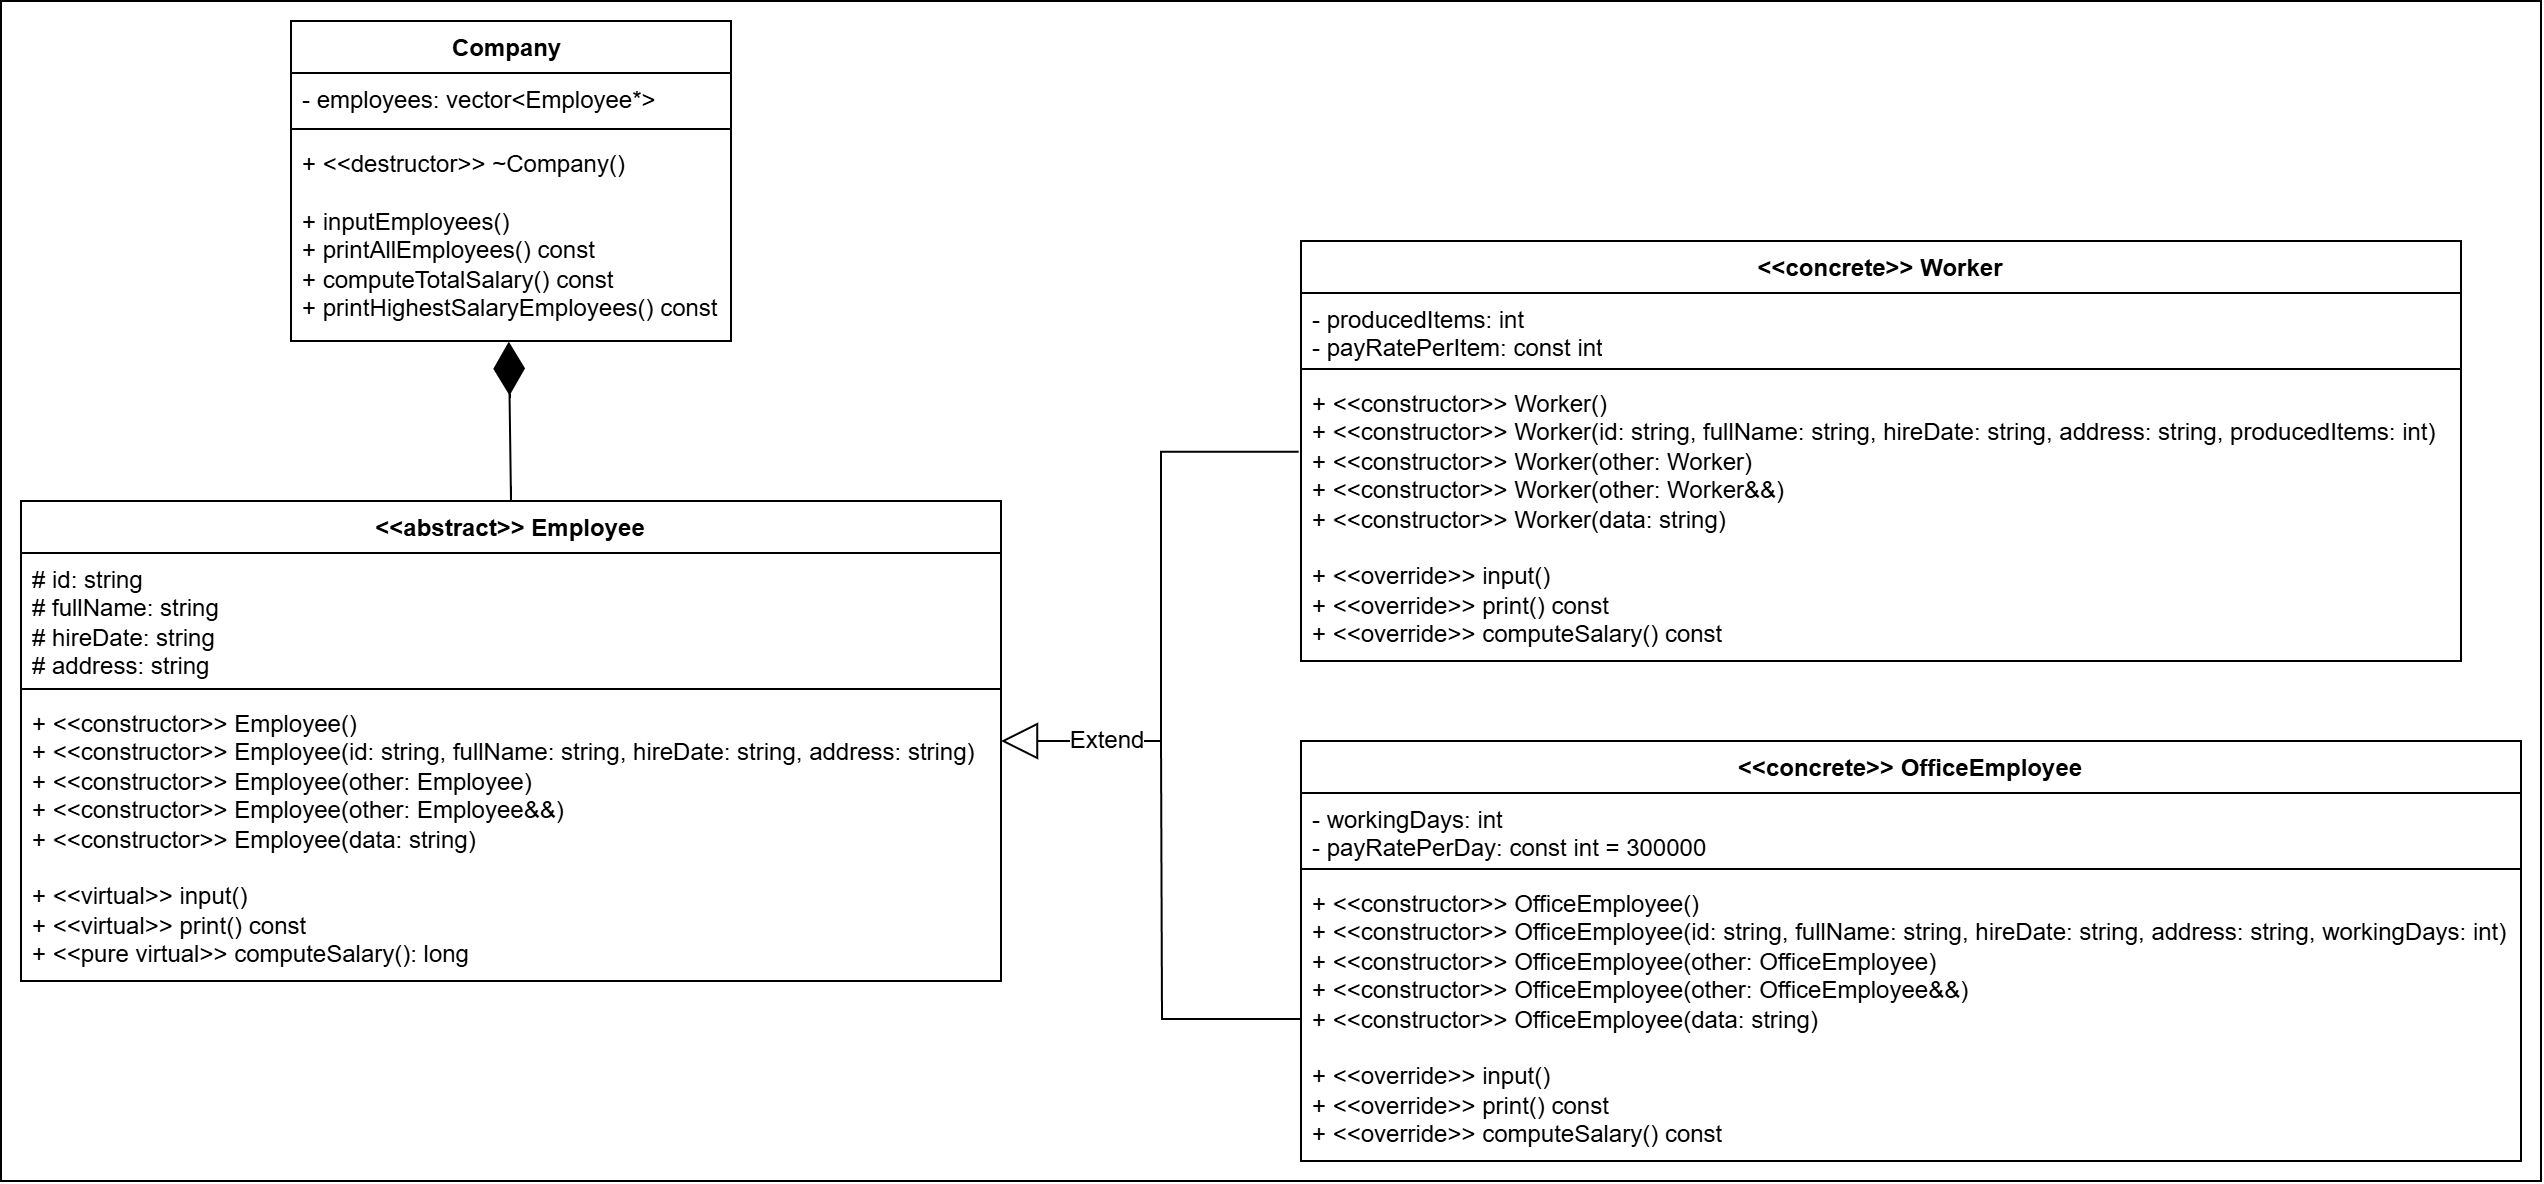 Company
- employees: vector<Employee*>
+ <<destructor>> ~Company()
+ inputEmployees()
+ printAllEmployees() const
+ computeTotalSalary() const
+ printHighestSalaryEmployees() const
<<abstract>> Employee
# id: string
# fullName: string
# hireDate: string
# address: string
+ <<constructor>> Employee()
+ <<constructor>> Employee(id: string, fullName: string, hireDate: string, address: string)
+ <<constructor>> Employee(other: Employee)
+ <<constructor>> Employee(other: Employee&&)
+ <<constructor>> Employee(data: string)
+ <<virtual>> input()
+ <<virtual>> print() const
+ <<pure virtual>> computeSalary(): long
Extend
<<concrete>> Worker
- producedItems: int
- payRatePerItem: const int
+ <<constructor>> Worker()
+ <<constructor>> Worker(id: string, fullName: string, hireDate: string, address: string, producedItems: int)
+ <<constructor>> Worker(other: Worker)
+ <<constructor>> Worker(other: Worker&&)
+ <<constructor>> Worker(data: string)
+ <<override>> input()
+ <<override>> print() const
+ <<override>> computeSalary() const
<<concrete>> OfficeEmployee
- workingDays: int
- payRatePerDay: const int = 300000
+ <<constructor>> OfficeEmployee()
+ <<constructor>> OfficeEmployee(id: string, fullName: string, hireDate: string, address: string, workingDays: int)
+ <<constructor>> OfficeEmployee(other: OfficeEmployee)
+ <<constructor>> OfficeEmployee(other: OfficeEmployee&&)
+ <<constructor>> OfficeEmployee(data: string)
+ <<override>> input()
+ <<override>> print() const
+ <<override>> computeSalary() const